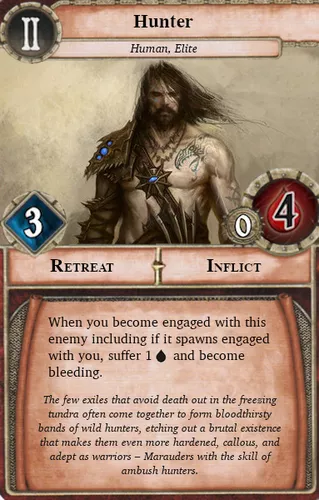 II
Hunter
Human, Elite
3
0
4
RETREAT
INFLICT
When you become engaged with this
enemy including if it spawns engaged
with you, suffer 1 and become
bleeding.
The few exiles that avoid death out in the freesing
tundra often come together to form bloodthirsty
bands of wild hunters, etching out a brutal existence
that makes them even more hardened, callous, and
adept as warriors – Marauders with the skill of
ambush hunters.